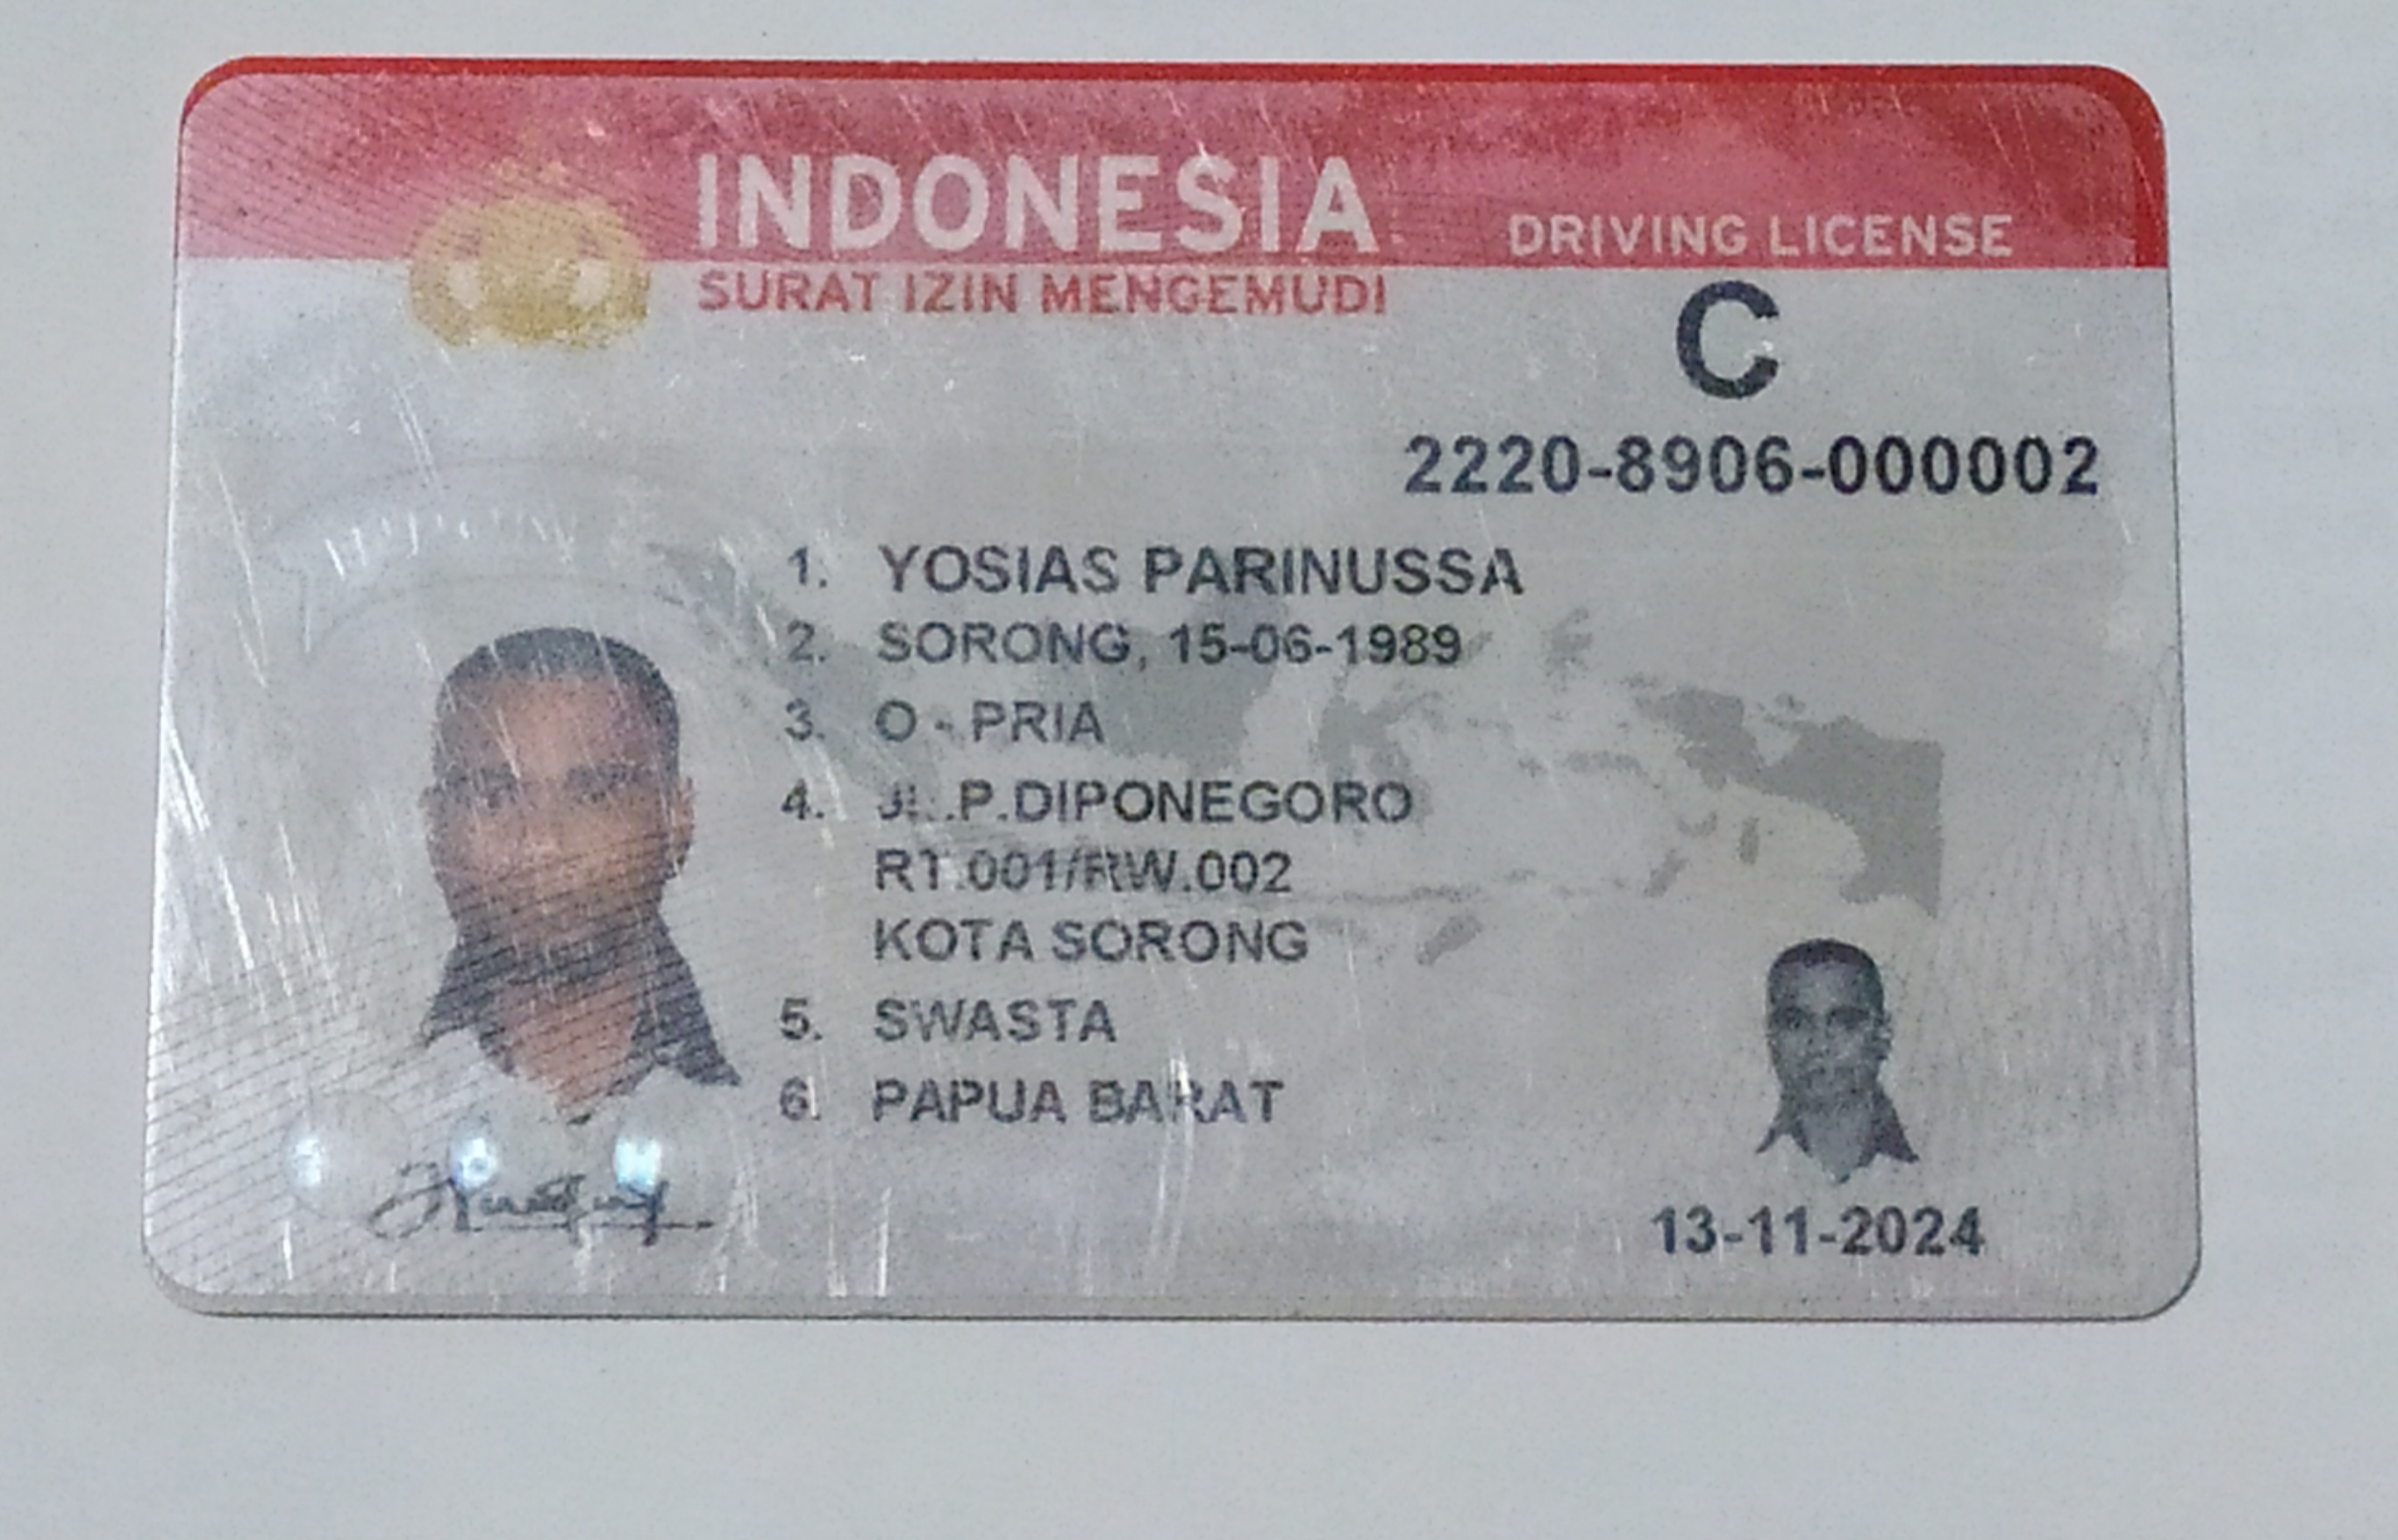 INDONESIA
DRIVING LICENSE
SURAT IZIN MENGEMUDI
C
2220-8906-000002
1. YOSIAS PARINUSSA
2. SORONG, 15-06-1989
3. O - PRIA
4. JL.P.DIPONEGORO
RT.001/RW.002
KOTA SORONG
5. SWASTA
6. PAPUA BARAT
13-11-2024